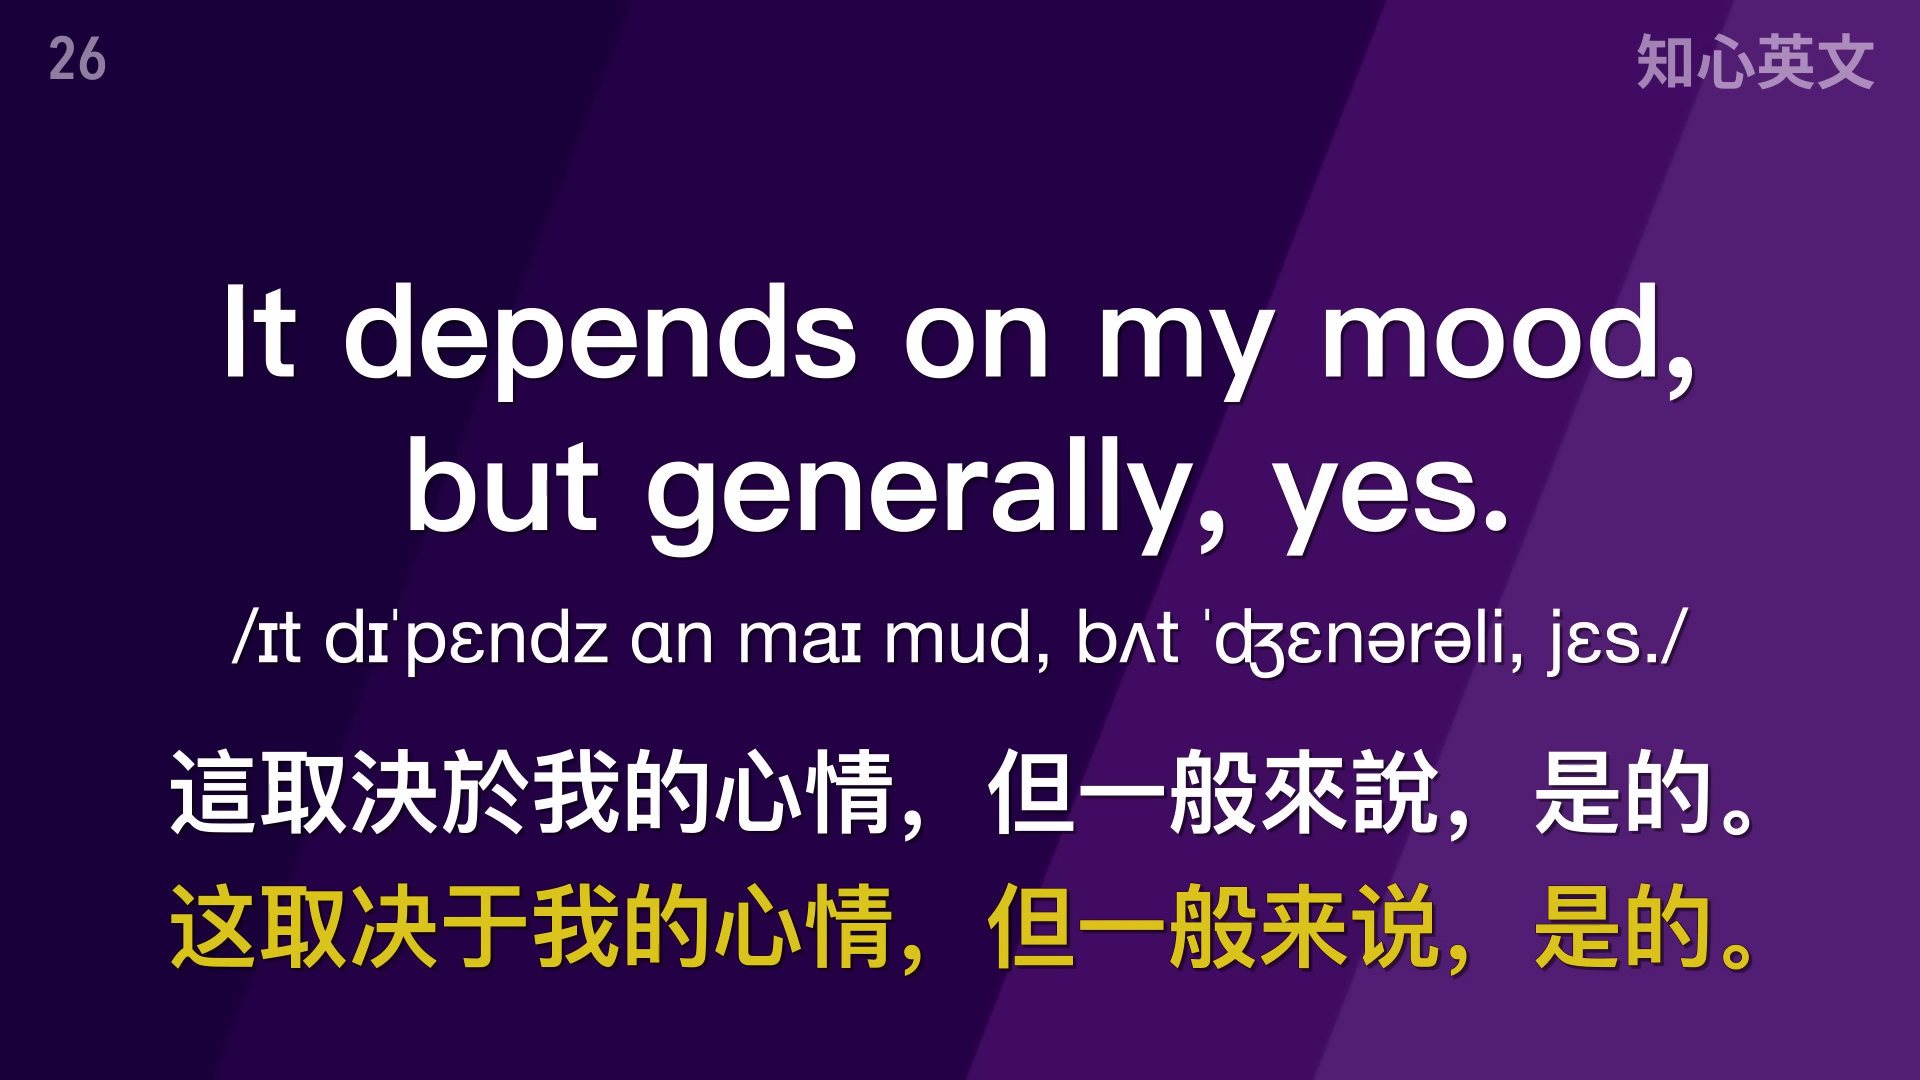 26
知心英文
It depends on my mood,
but generally, yes.
/ɪt dɪˈpɛndz ɑn maɪ mud, bʌt ˈʤɛnərəli, jɛs./
這取決於我的心情，但一般來說，是的。
这取决于我的心情，但一般来说，是的。